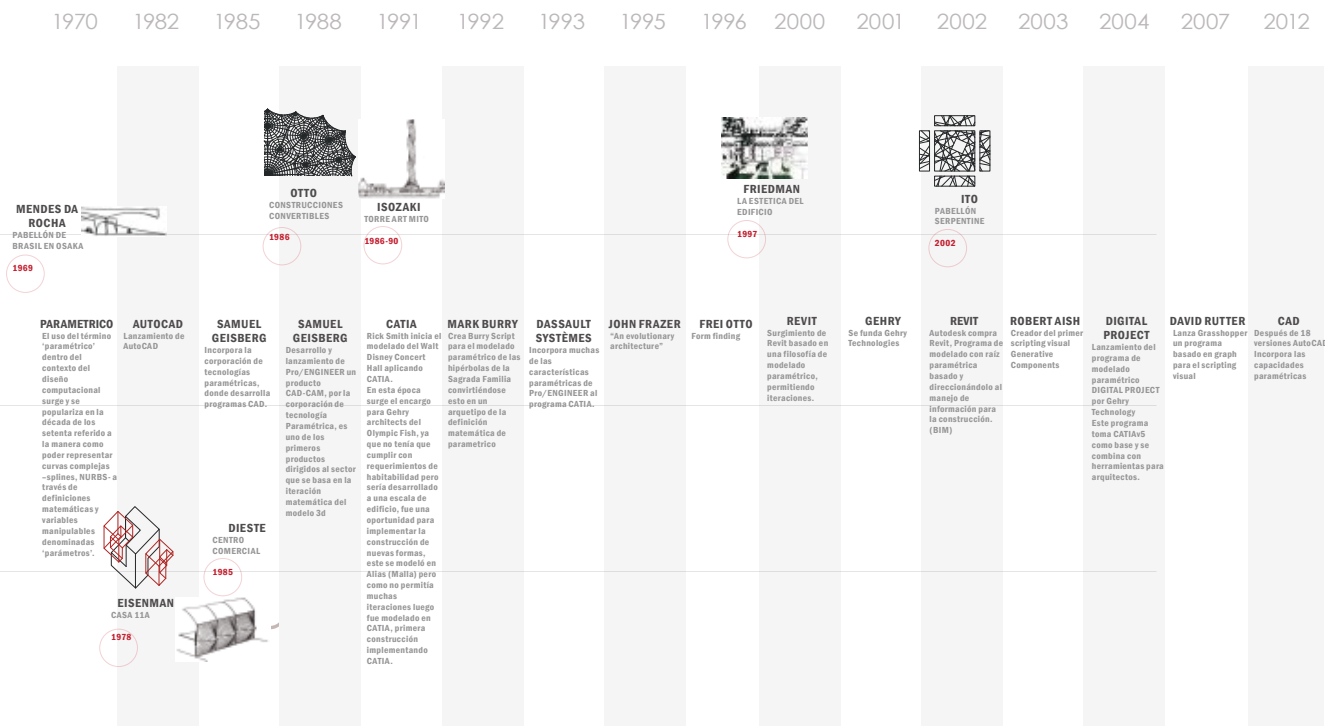 1970 1982 1985 1988 1991 1992 1993 1995 1996 2000 2001 2002 2003 2004 2007 2012
MENDES DA
ROCHA
PABELLÓN DE
BRASIL EN OSAKA
1969
OTTO
CONSTRUCCIONES
CONVERTIBLES
1986
ISOZAKI
TORRE ART MITO
1986-90
FRIEDMAN
LA ESTETICA DEL
EDIFICIO
1997
ITO
PABELLÓN
SERPENTINE
2002
PARAMETRICO
El uso del término
‘paramétrico’
dentro del
contexto del
diseño
computacional
surge y se
populariza en la
década de los
setenta referido a
la manera como
poder representar
curvas complejas
–splines, NURBS- a
través de
definiciones
matemáticas y
variables
manipulables
denominadas
‘parámetros’.
AUTOCAD
Lanzamiento de
AutoCAD
SAMUEL
GEISBERG
Incorpora la
corporación de
tecnologías
paramétricas,
donde desarrolla
programas CAD.
SAMUEL
GEISBERG
Desarrollo y
lanzamiento de
Pro/ENGINEER un
producto
CAD-CAM, por la
corporación de
tecnología
Paramétrica, es
uno de los
primeros
productos
dirigidos al sector
que se basa en la
iteración
matemática del
modelo 3d
CATIA
Rick Smith inicia el
modelado del Walt
Disney Concert
Hall aplicando
CATIA.
En esta época
surge el encargo
para Gehry
architects del
Olympic Fish, ya
que no tenía que
cumplir con
requerimientos de
habitabilidad pero
sería desarrollado
a una escala de
edificio, fue una
oportunidad para
implementar la
construcción de
nuevas formas,
este se modeló en
Alias (Malla) pero
como no permitía
muchas
iteraciones luego
fue modelado en
CATIA, primera
construcción
implementando
CATIA.
MARK BURRY
Crea Burry Script
para el modelado
paramétrico de las
hipérbolas de la
Sagrada Familia
convirtiéndose
esto en un
arquetipo de la
definición
matemática de
parametrico
DASSAULT
SYSTÈMES
Incorpora muchas
de las
características
paramétricas de
Pro/ENGINEER al
programa CATIA.
JOHN FRAZER
“An evolutionary
architecture”
FREI OTTO
Form finding
REVIT
Surgimiento de
Revit basado en
una filosofía de
modelado
paramétrico,
permitiendo
iteraciones.
GEHRY
Se funda Gehry
Technologies
REVIT
Autodesk compra
Revit, Programa de
modelado con raíz
paramétrica
basado y
direccionándolo al
manejo de
información para
la construcción.
(BIM)
ROBERT AISH
Creador del primer
scripting visual
Generative
Components
DIGITAL
PROJECT
Lanzamiento del
programa de
modelado
paramétrico
DIGITAL PROJECT
por Gehry
Technology
Este programa
toma CATIAv5
como base y se
combina con
herramientas para
arquitectos.
DAVID RUTTER
Lanza Grasshopper
un programa
basado en graph
para el scripting
visual
CAD
Después de 18
versiones AutoCAD
Incorpora las
capacidades
paramétricas
EISENMAN
CASA 11A
1978
DIESTE
CENTRO
COMERCIAL
1985